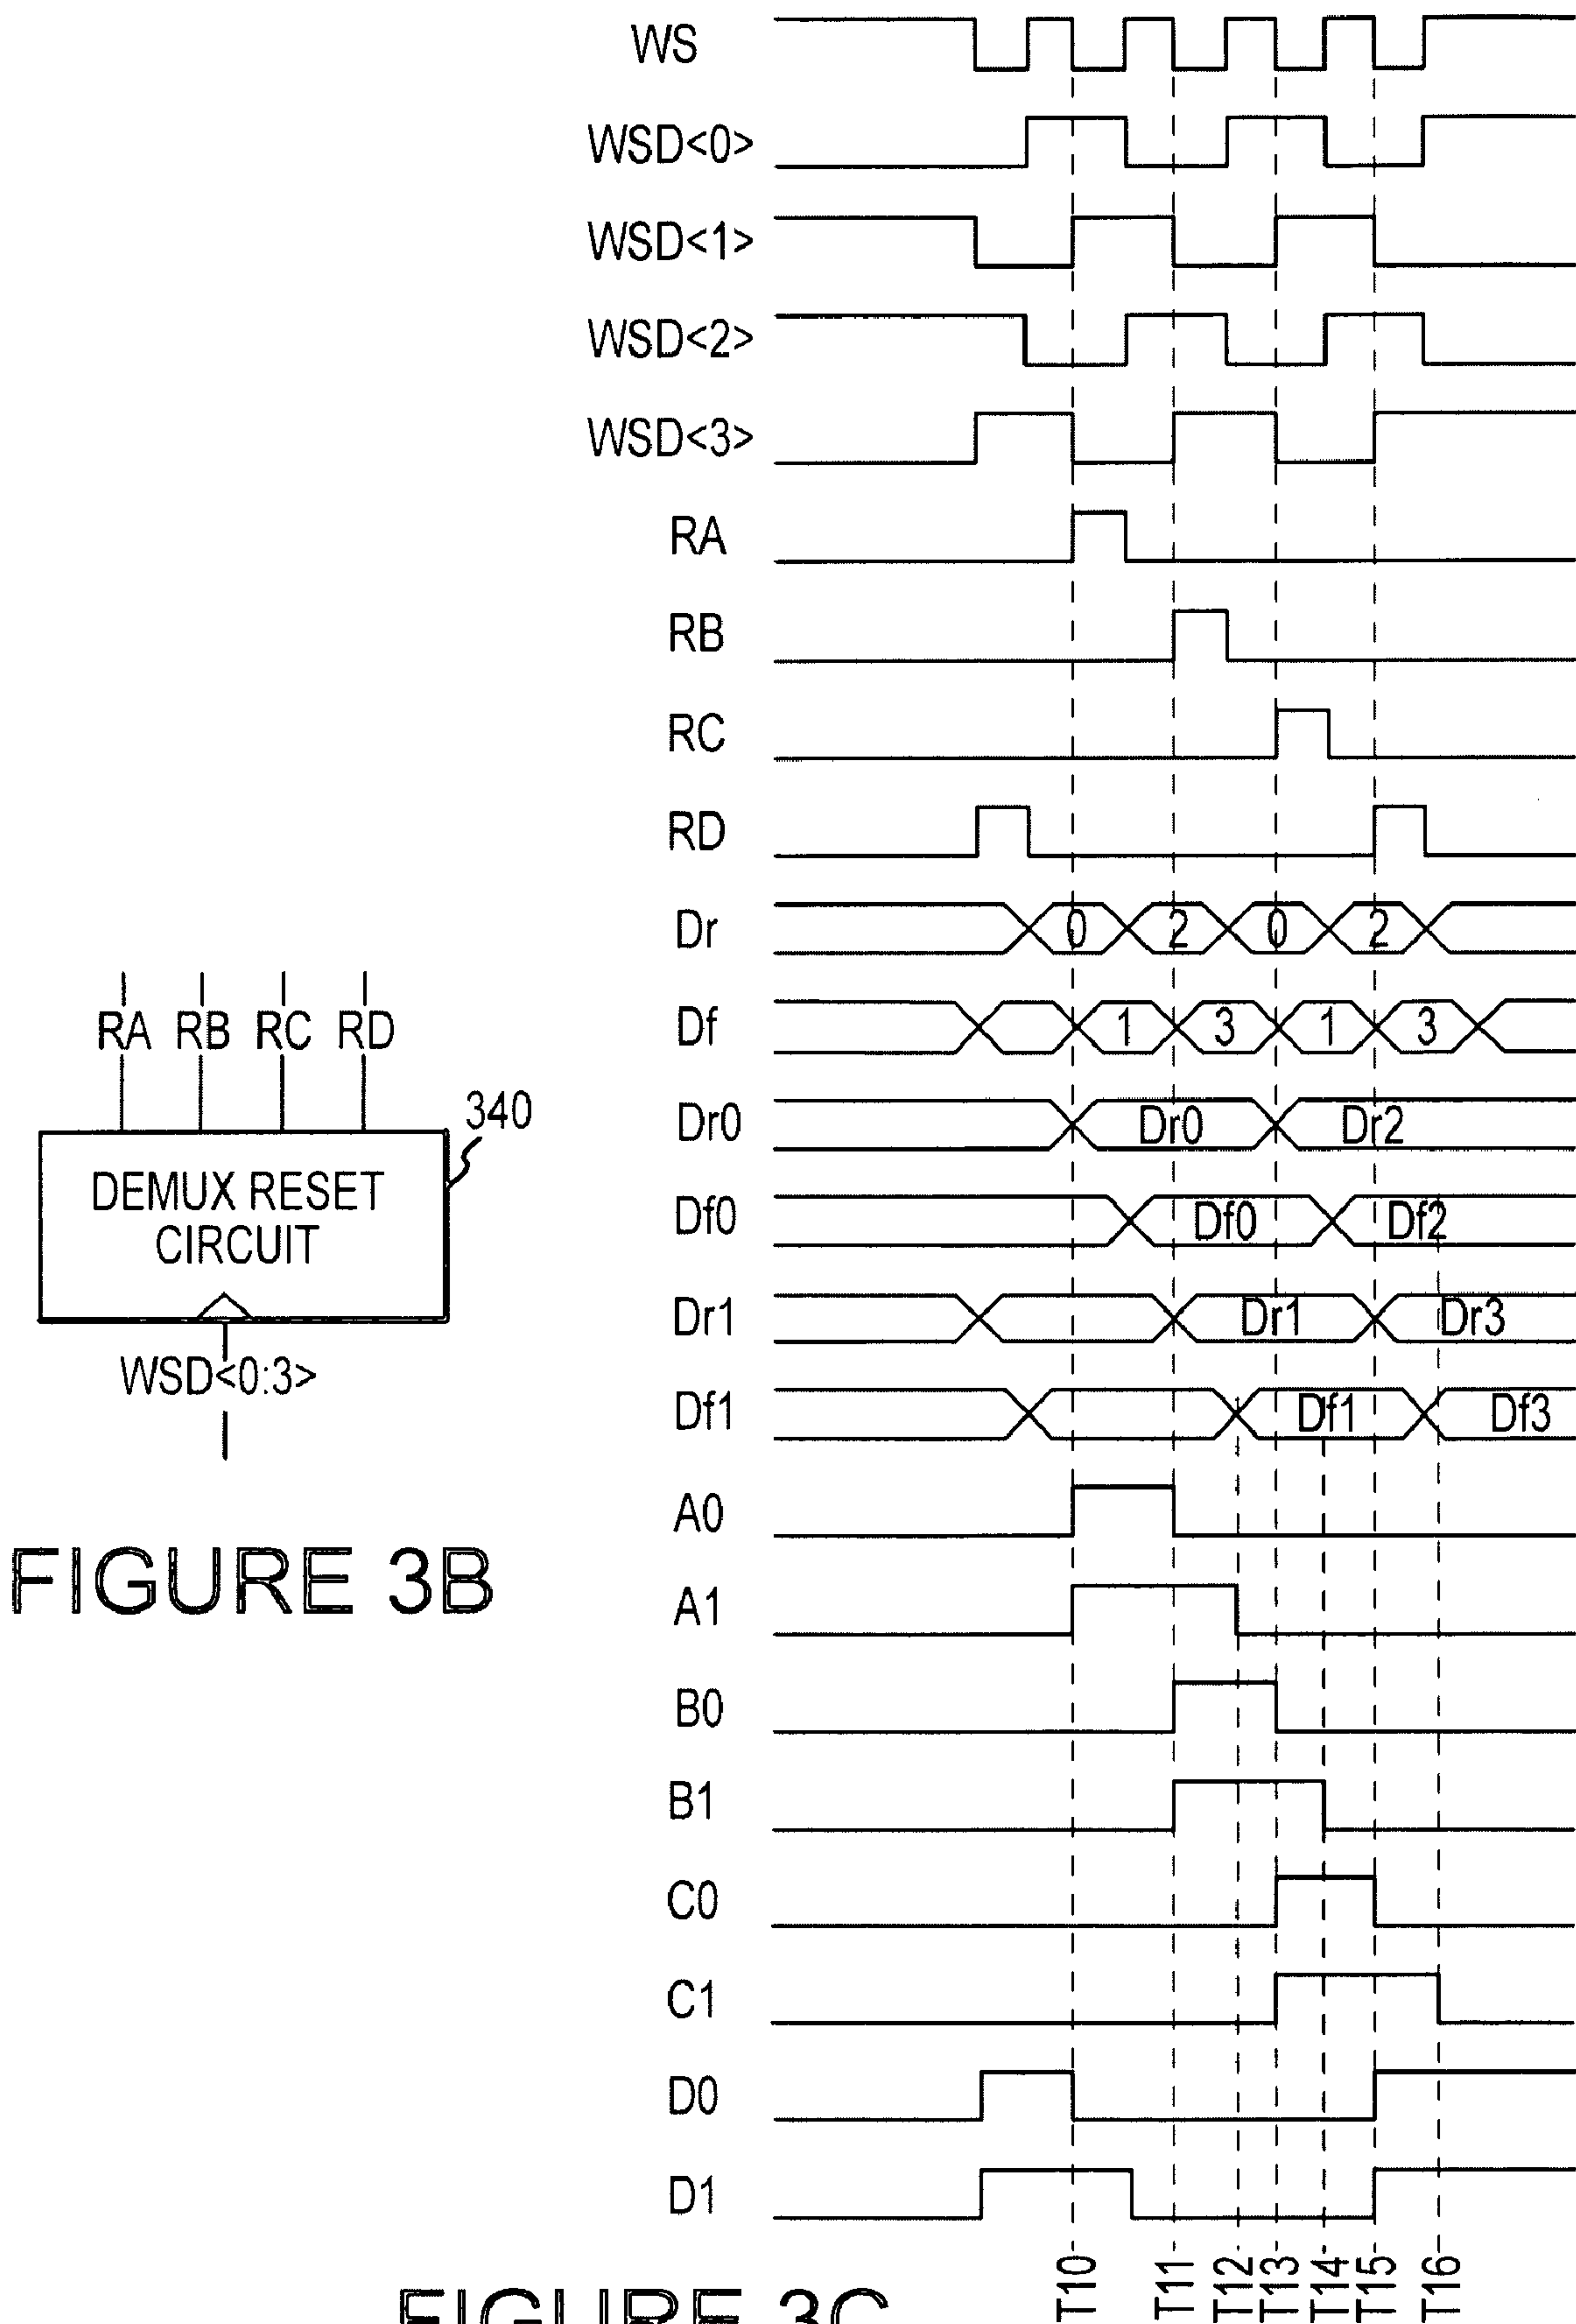 WS
WSD<0>
WSD<1>
WSD<2>
WSD<3>
RA
RB
RC
RD
Dr 0 2 0 2
Df 1 3 1 3
Dr0 Dr0 Dr2
Df0 Df0 Df2
Dr1 Dr1 Dr3
Df1 Df1 Df3
A0
A1
B0
B1
C0
C1
D0
D1
T10 T11 T12 T13 T14 T15 T16
RA RB RC RD
340
DEMUX RESET
CIRCUIT
WSD<0:3>
FIGURE 3B
FIGURE 3C